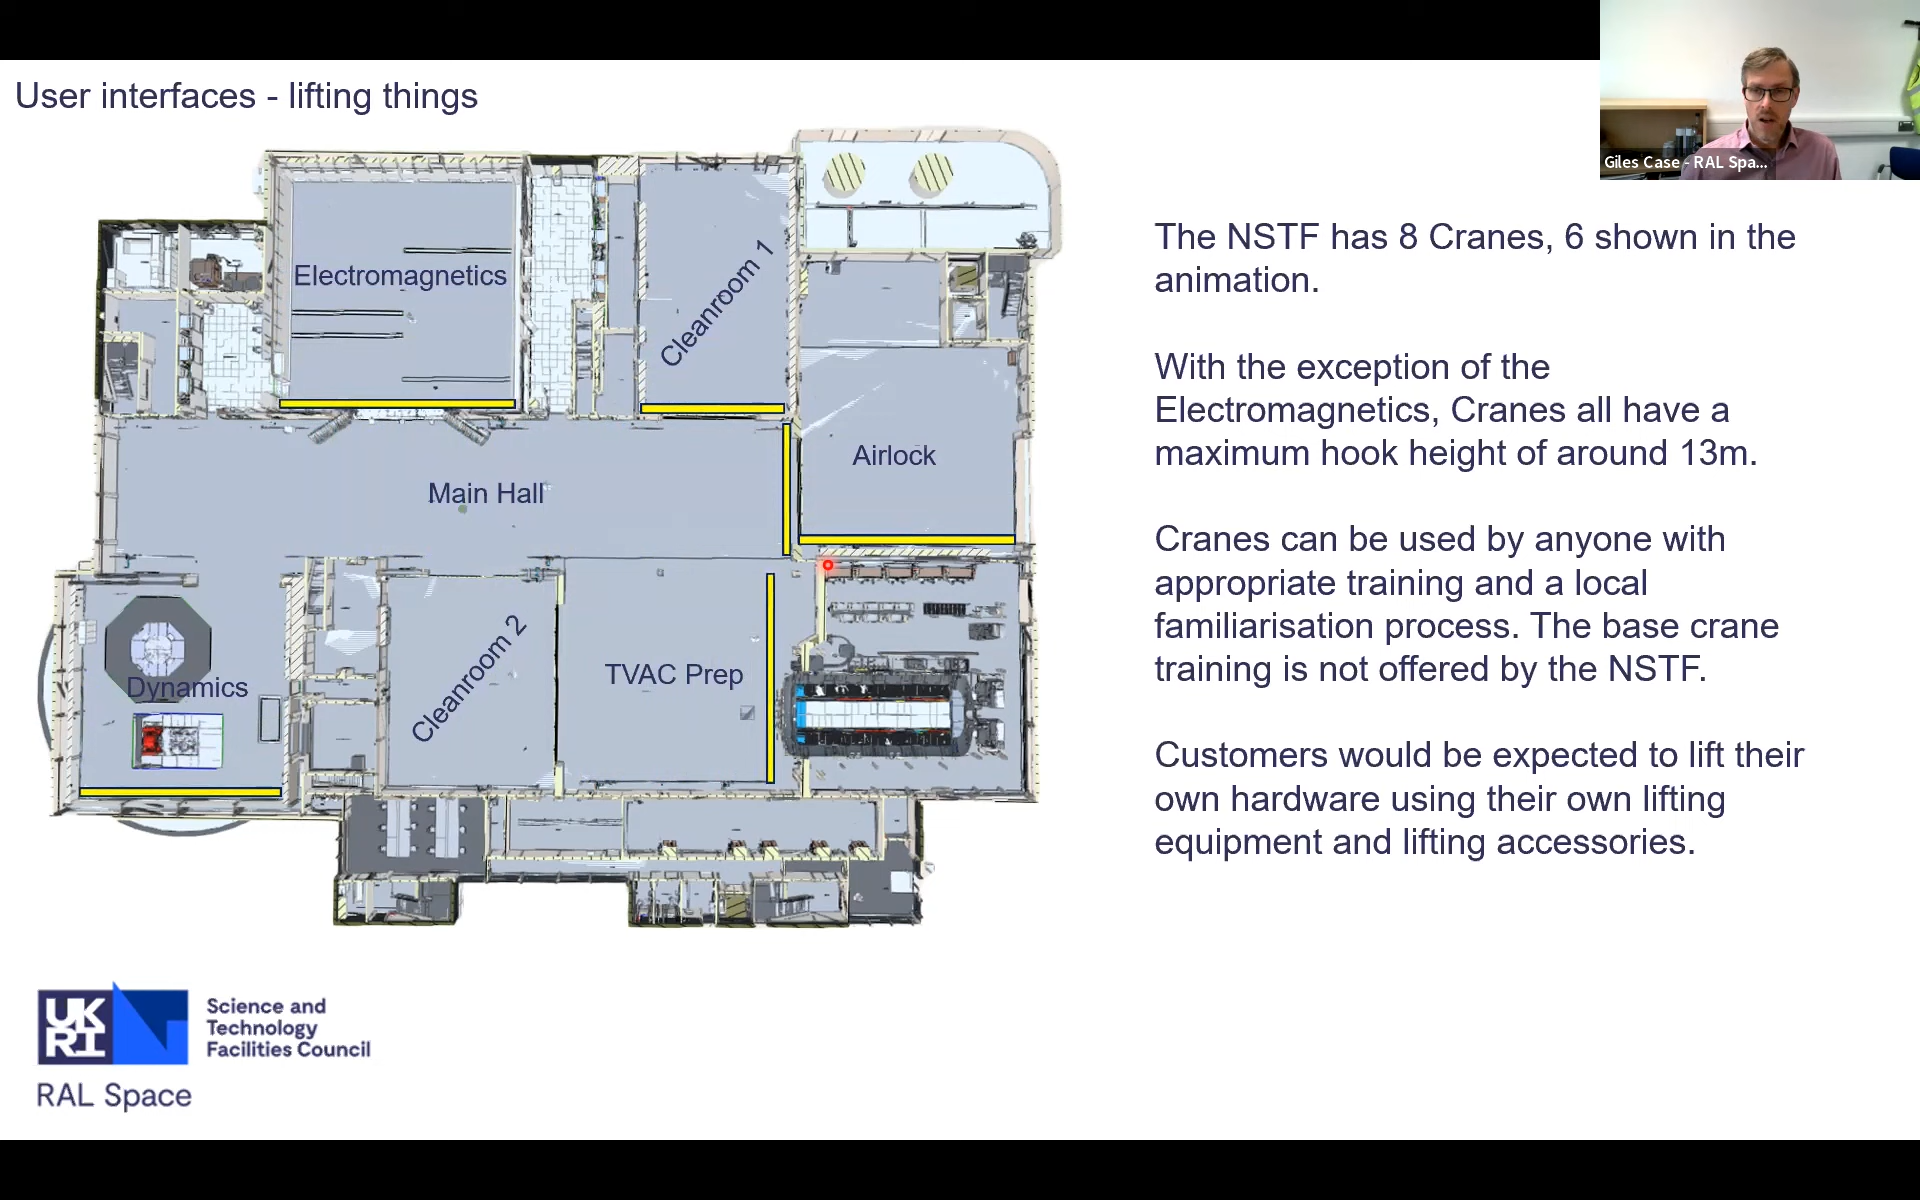 User interfaces - lifting things
Giles Case - RAL Spa...
Electromagnetics
Cleanroom 1
Airlock
Main Hall
Cleanroom 2
TVAC Prep
Dynamics
The NSTF has 8 Cranes, 6 shown in the
animation.
With the exception of the
Electromagnetics, Cranes all have a
maximum hook height of around 13m.
Cranes can be used by anyone with
appropriate training and a local
familiarisation process. The base crane
training is not offered by the NSTF.
Customers would be expected to lift their
own hardware using their own lifting
equipment and lifting accessories.
UK
RI
Science and
Technology
Facilities Council
RAL Space